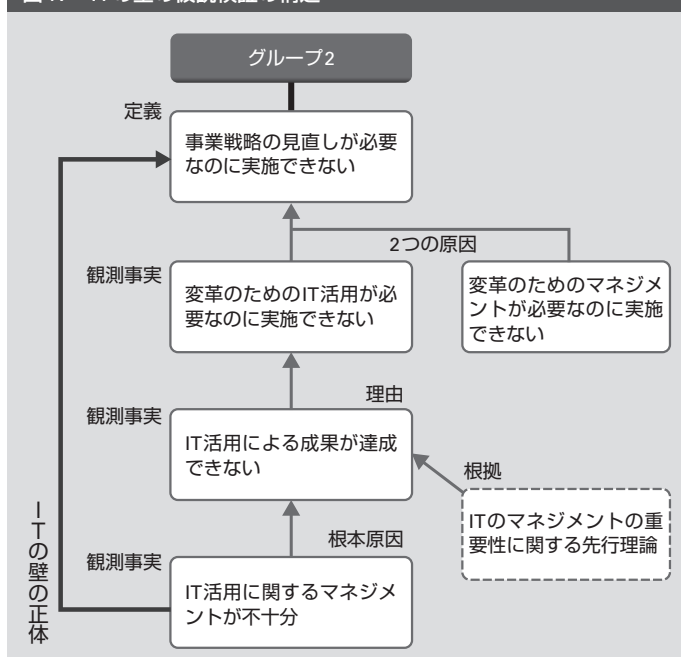 グループ2
定義
事業戦略の見直しが必要
なのに実施できない
2つの原因
観測事実
変革のためのIT活用が必
要なのに実施できない
変革のためのマネジメ
ントが必要なのに実施
できない
理由
観測事実
IT活用による成果が達成
できない
根拠
ITのマネジメントの重
要性に関する先行理論
根本原因
観測事実
IT活用に関するマネジメ
ントが不十分
ITの壁の正体